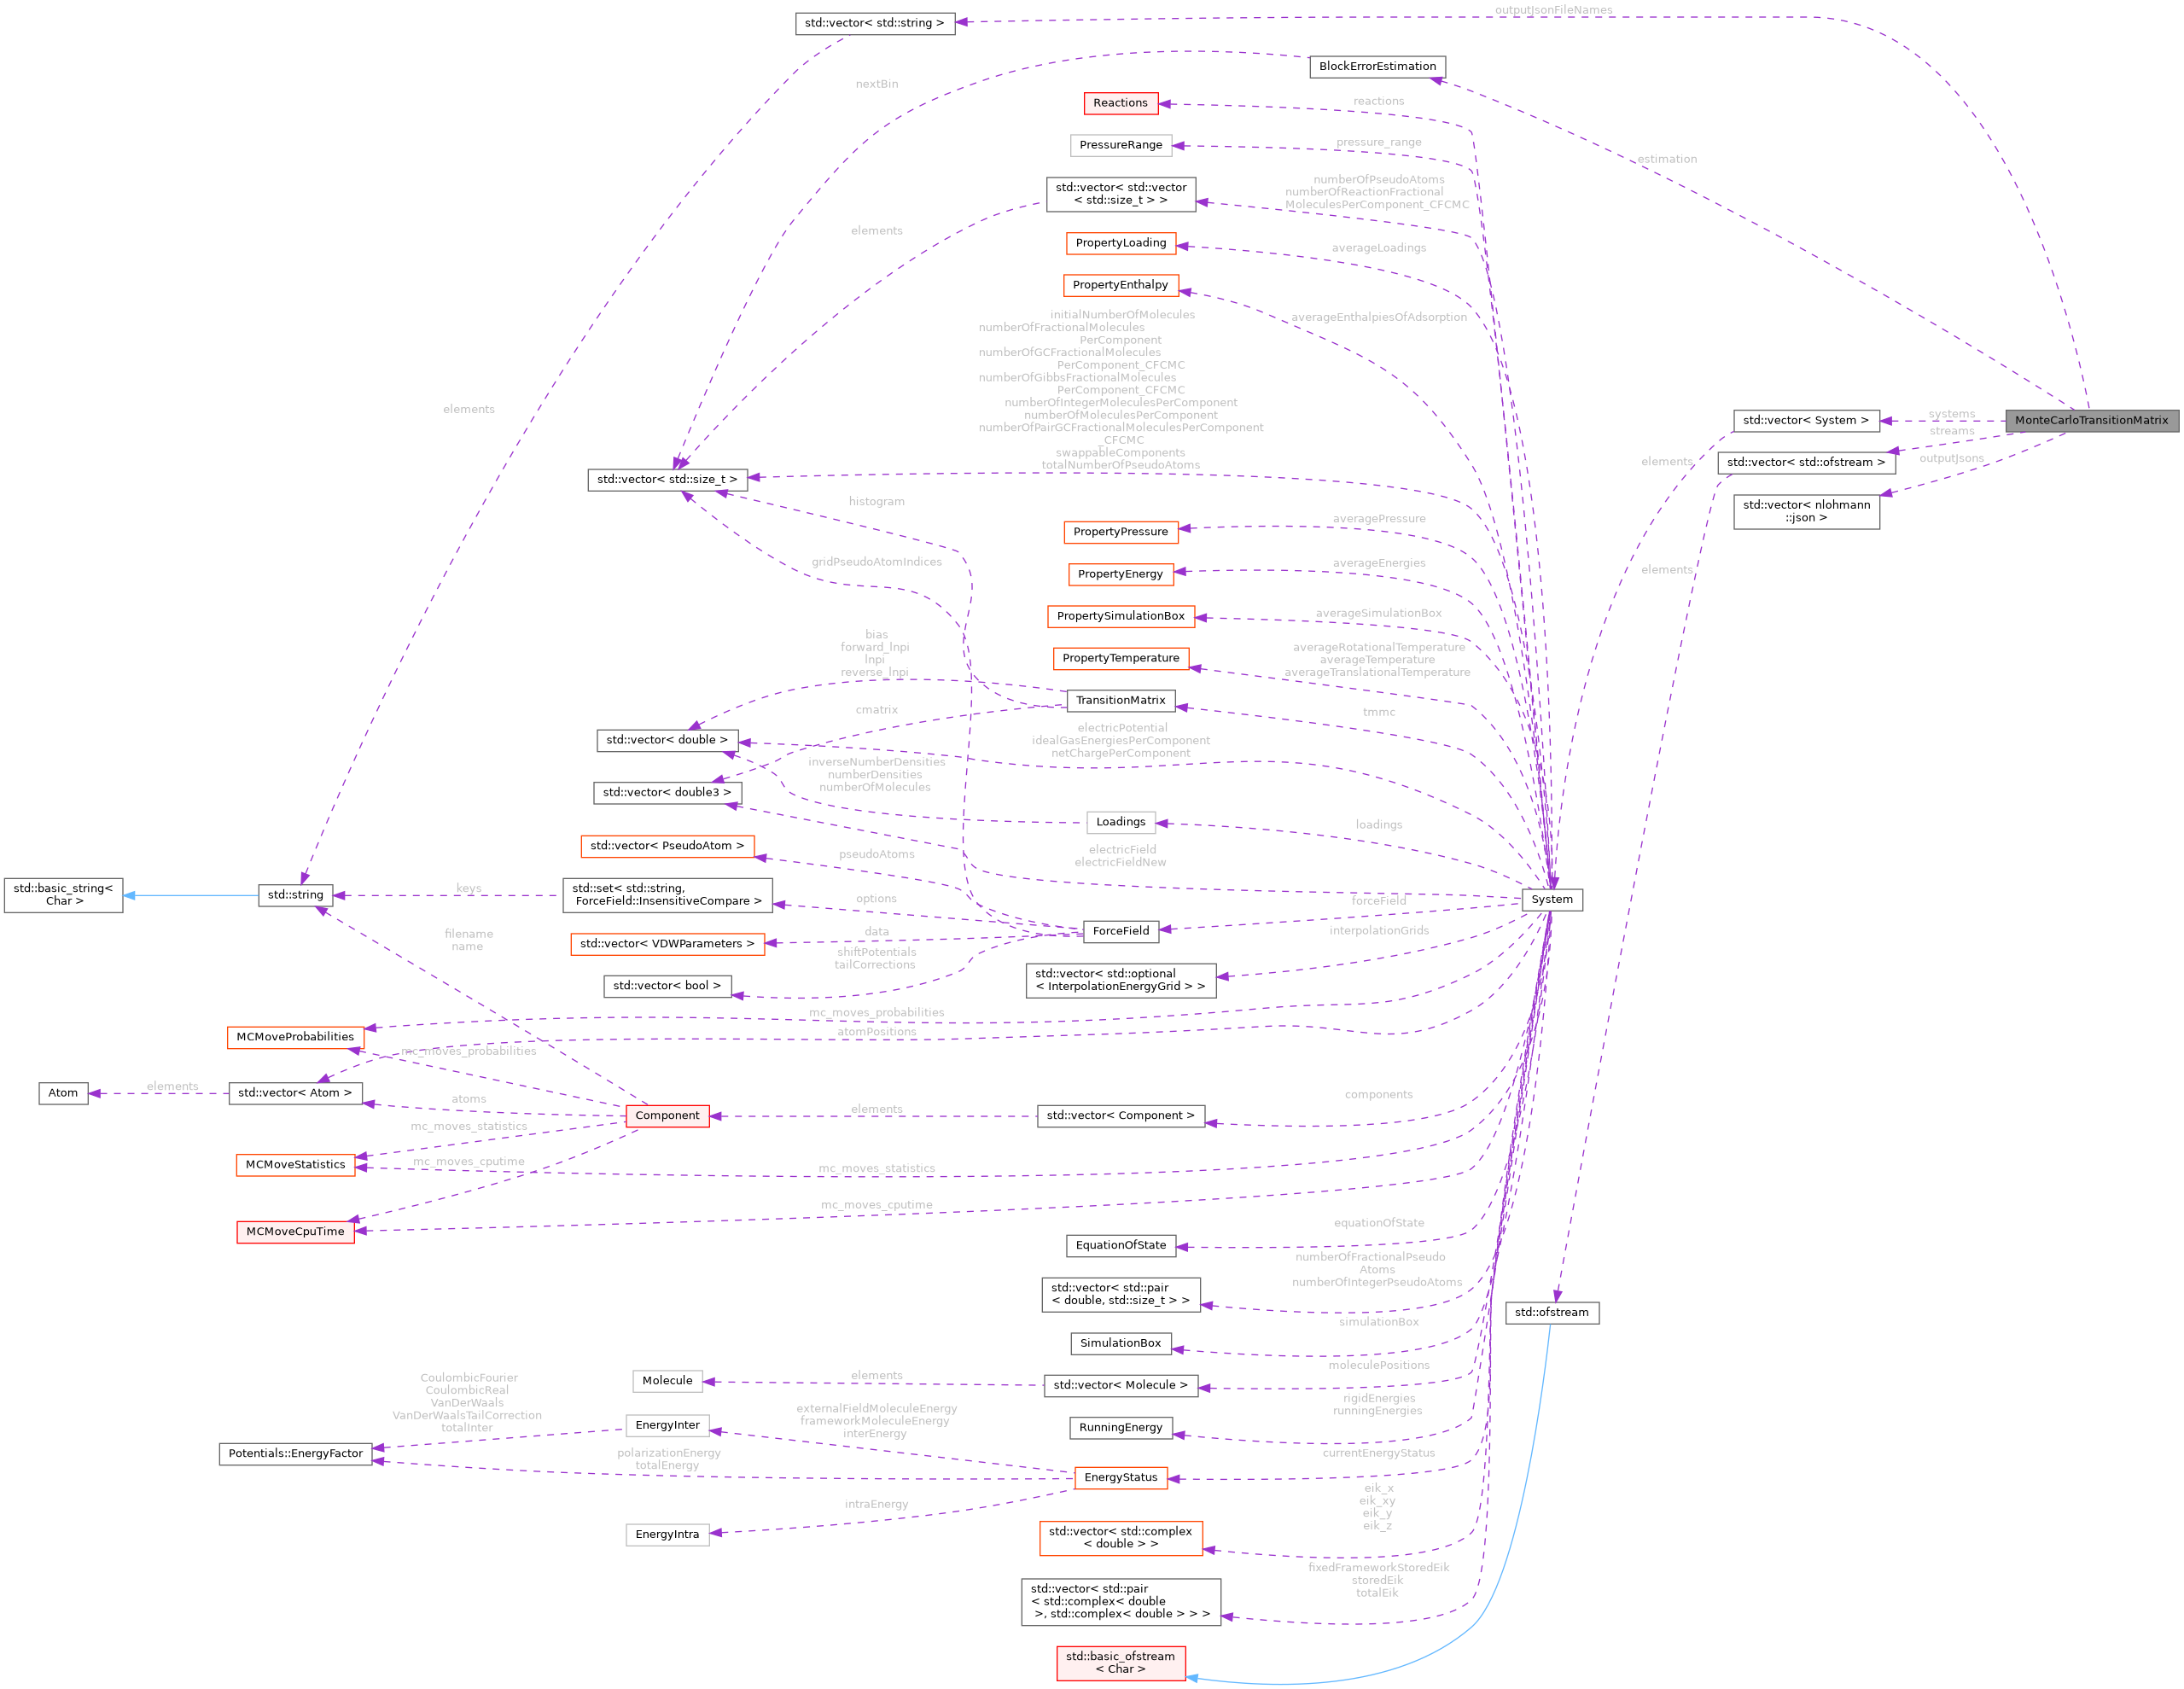 outputJsonFileNames
std::vector< std::string >
BlockErrorEstimation
nextBin
Reactions
reactions
PressureRange
pressure_range
estimation
std::vector< std::vector
< std::size_t > >
numberOfPseudoAtoms
numberOfReactionFractional
MoleculesPerComponent_CFCMC
elements
PropertyLoading
averageLoadings
PropertyEnthalpy
averageEnthalpiesOfAdsorption
initialNumberOfMolecules
numberOfFractionalMolecules
PerComponent
numberOfGCFractionalMolecules
PerComponent_CFCMC
numberOfGibbsFractionalMolecules
PerComponent_CFCMC
numberOfIntegerMoleculesPerComponent
numberOfMoleculesPerComponent
numberOfPairGCFractionalMoleculesPerComponent
_CFCMC
swappableComponents
totalNumberOfPseudoAtoms
elements
std::vector< System >
systems
MonteCarloTransitionMatrix
streams
std::vector< std::ofstream >
outputJsons
elements
std::vector< nlohmann
::json >
std::vector< std::size_t >
histogram
PropertyPressure
averagePressure
gridPseudoAtomIndices
PropertyEnergy
averageEnergies
elements
PropertySimulationBox
averageSimulationBox
bias
forward_lnpi
lnpi
reverse_lnpi
PropertyTemperature
averageRotationalTemperature
averageTemperature
averageTranslationalTemperature
cmatrix
TransitionMatrix
tmmc
std::vector< double >
electricPotential
idealGasEnergiesPerComponent
netChargePerComponent
inverseNumberDensities
numberDensities
numberOfMolecules
std::vector< double3 >
Loadings
loadings
std::vector< PseudoAtom >
pseudoAtoms
electricField
electricFieldNew
std::basic_string<
Char >
std::string
keys
std::set< std::string,
ForceField::InsensitiveCompare >
options
forceField
System
filename
name
std::vector< VDWParameters >
data
ForceField
interpolationGrids
shiftPotentials
tailCorrections
std::vector< bool >
std::vector< std::optional
< InterpolationEnergyGrid > >
mc_moves_probabilities
MCMoveProbabilities
atomPositions
mc_moves_probabilities
Atom
elements
std::vector< Atom >
atoms
Component
elements
std::vector< Component >
components
mc_moves_statistics
MCMoveStatistics
mc_moves_cputime
mc_moves_statistics
mc_moves_cputime
MCMoveCpuTime
EquationOfState
equationOfState
numberOfFractionalPseudo
Atoms
numberOfIntegerPseudoAtoms
std::vector< std::pair
< double, std::size_t > >
std::ofstream
SimulationBox
simulationBox
Molecule
elements
std::vector< Molecule >
moleculePositions
CoulombicFourier
CoulombicReal
VanDerWaals
VanDerWaalsTailCorrection
totalInter
EnergyInter
externalFieldMoleculeEnergy
frameworkMoleculeEnergy
interEnergy
RunningEnergy
rigidEnergies
runningEnergies
Potentials::EnergyFactor
polarizationEnergy
totalEnergy
EnergyStatus
currentEnergyStatus
EnergyIntra
intraEnergy
eik_x
eik_xy
eik_y
eik_z
std::vector< std::complex
< double > >
fixedFrameworkStoredEik
storedEik
totalEik
std::vector< std::pair
< std::complex< double
>, std::complex< double > > >
std::basic_ofstream
< Char >